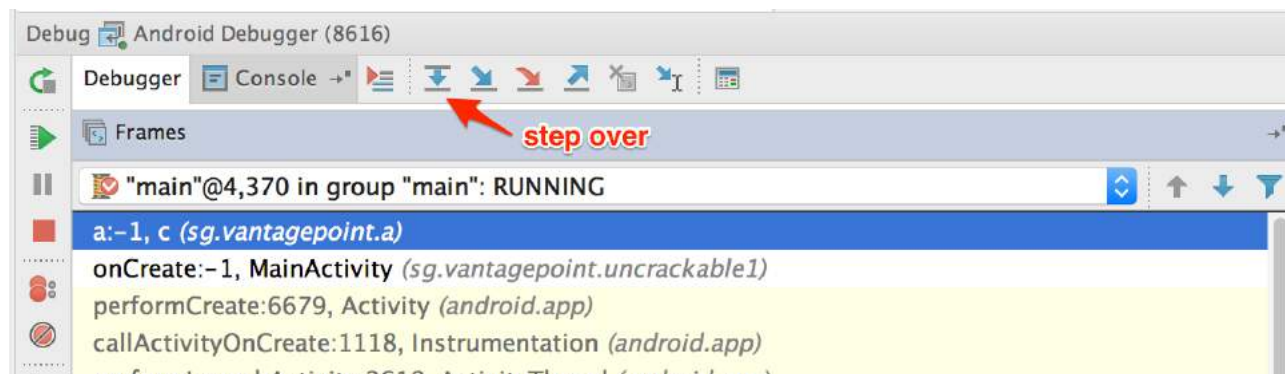 Debug Android Debugger (8616)
Debugger Console
step over
Frames
"main"@4,370 in group "main": RUNNING
a:-1, c (sg.vantagepoint.a)
onCreate:-1, MainActivity (sg.vantagepoint.uncrackable1)
performCreate:6679, Activity (android.app)
callActivityOnCreate:1118, Instrumentation (android.app)